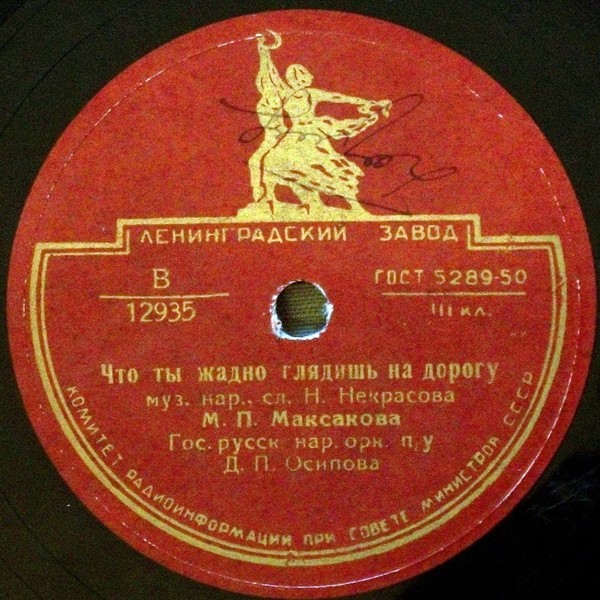 ЛЕНИНГРАДСКИЙ ЗАВОД
В
12935
ГОСТ 5289-50
III кл.
Что ты жадно глядишь на дорогу
муз. нар., сл. Н. Некрасова
М. П. Максакова
Гос. русск. нар. орк. п/у
Д. П. Осипова
КОМИТЕТ РАДИОИНФОРМАЦИИ ПРИ СОВЕТЕ МИНИСТРОВ СССР